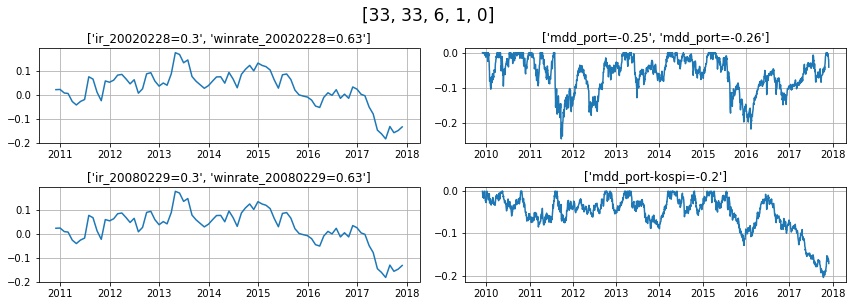 [33, 33, 6, 1, 0]
['ir_20020228=0.3', 'winrate_20020228=0.63']
0.1
0.0
−0.1
−0.2
2011 2012 2013 2014 2015 2016 2017 2018
['mdd_port=-0.25', 'mdd_port=-0.26']
0.0
−0.1
−0.2
2010 2011 2012 2013 2014 2015 2016 2017 2018
['ir_20080229=0.3', 'winrate_20080229=0.63']
0.1
0.0
−0.1
−0.2
2011 2012 2013 2014 2015 2016 2017 2018
['mdd_port-kospi=-0.2']
0.0
−0.1
−0.2
2010 2011 2012 2013 2014 2015 2016 2017 2018